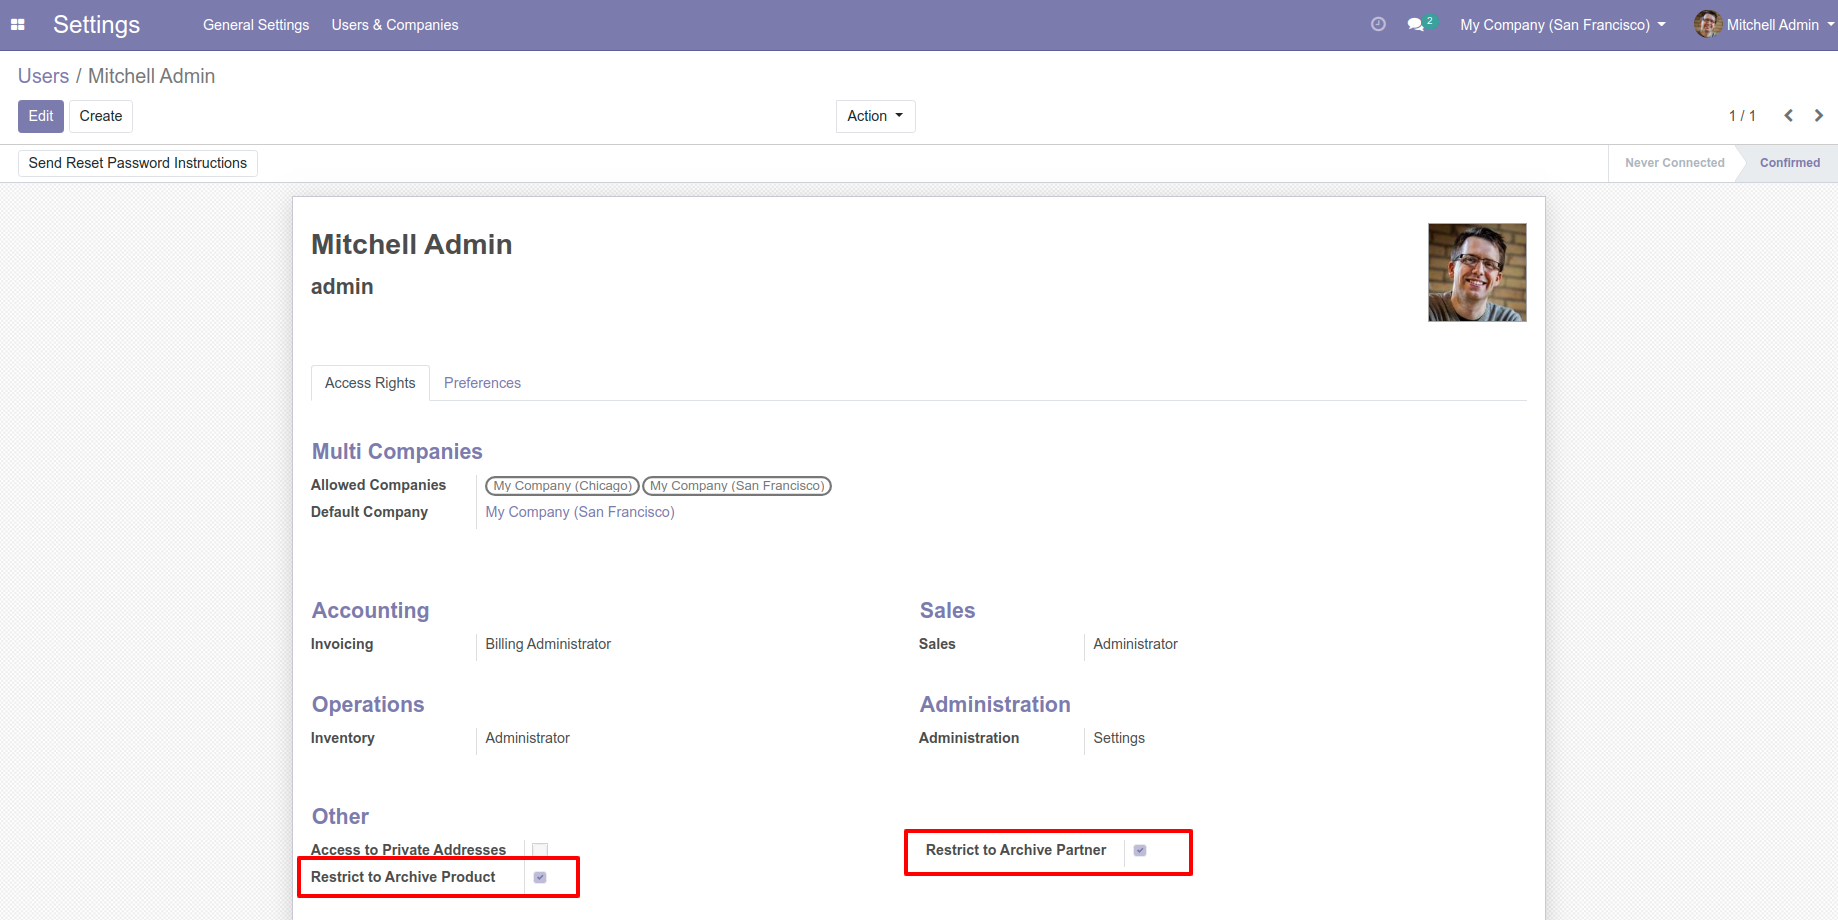 Settings General Settings Users & Companies 2 My Company (San Francisco) Mitchell Admin
Users / Mitchell Admin
Edit Create Action 1 / 1
Send Reset Password Instructions Never Connected Confirmed
Mitchell Admin
admin
Access Rights Preferences
Multi Companies
Allowed Companies My Company (Chicago) My Company (San Francisco)
Default Company My Company (San Francisco)
Accounting Sales
Invoicing Billing Administrator Sales Administrator
Operations Administration
Inventory Administrator Administration Settings
Other
Access to Private Addresses Restrict to Archive Partner
Restrict to Archive Product